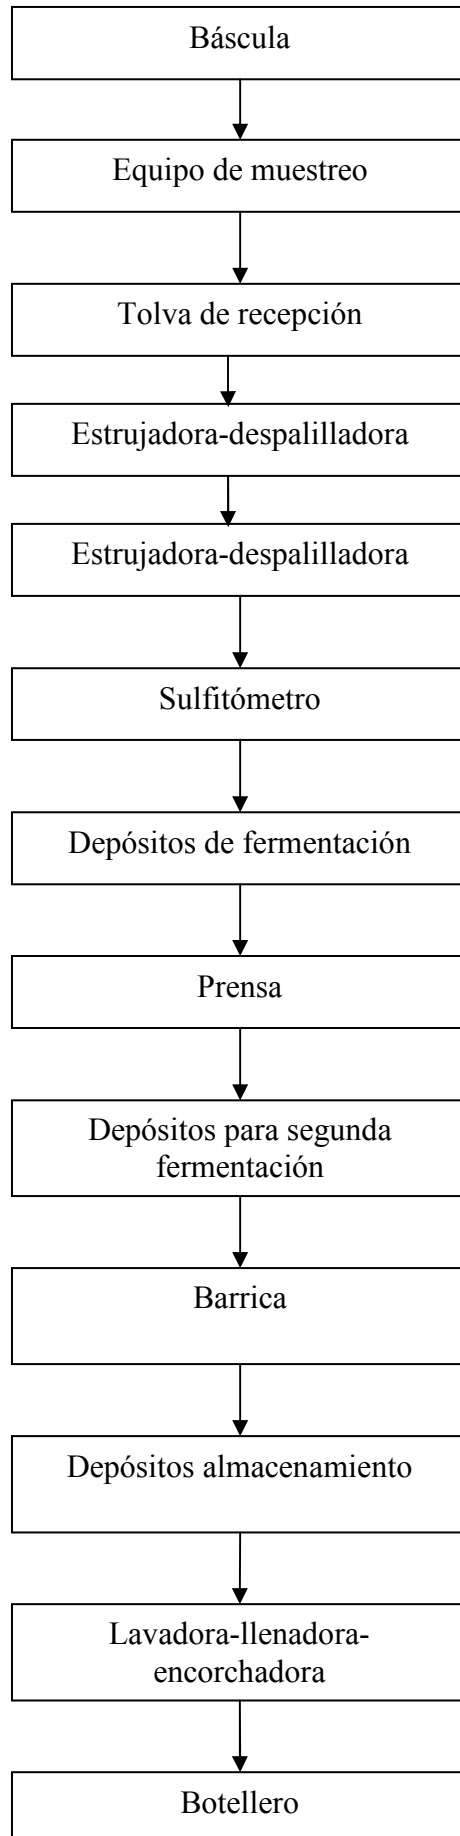 Báscula
Equipo de muestreo
Tolva de recepción
Estrujadora-despalilladora
Estrujadora-despalilladora
Sulfitómetro
Depósitos de fermentación
Prensa
Depósitos para segunda
fermentación
Barrica
Depósitos almacenamiento
Lavadora-llenadora-
encorchadora
Botellero